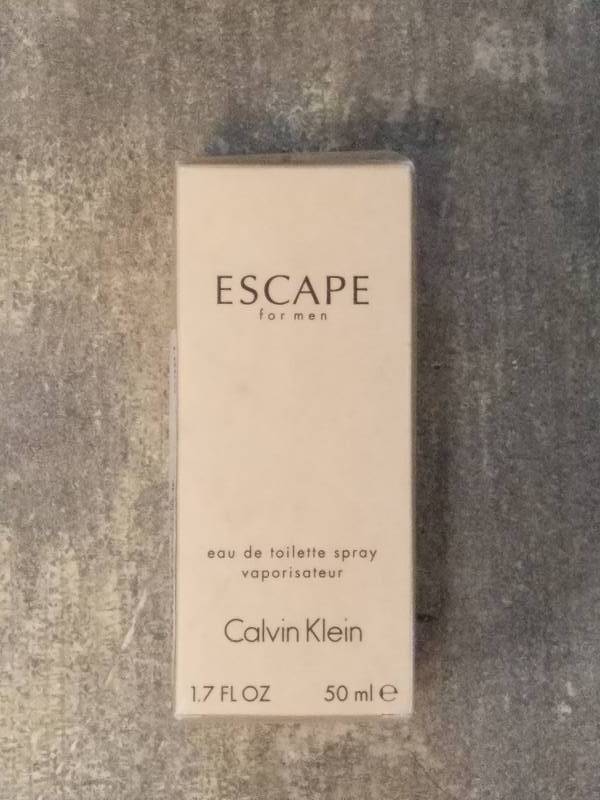 ESCAPE
for men
eau de toilette spray
vaporisateur
Calvin Klein
1.7 FL OZ 50 ml ℮